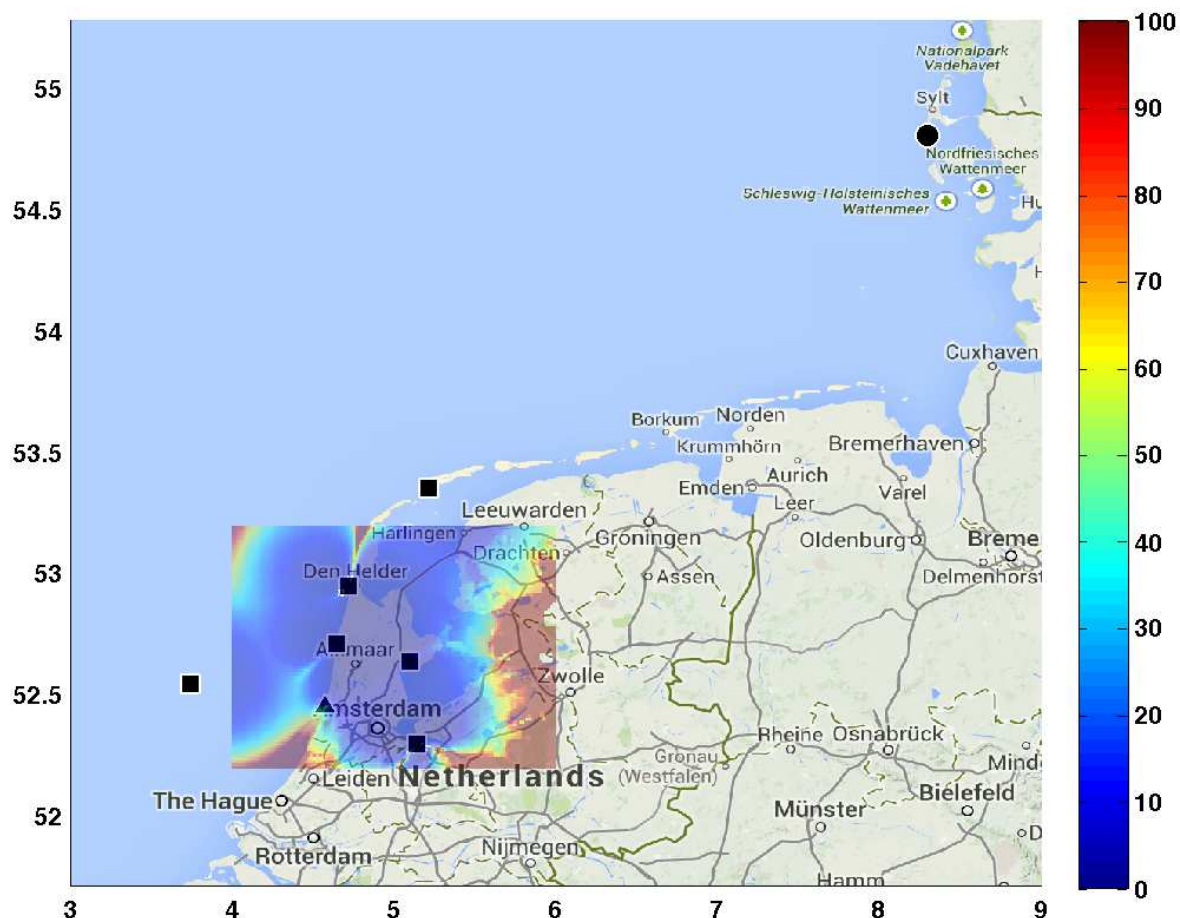 100
Nationalpark
Vadehavet
55
Sylt
90
Nordfriesisches
Wattenmeer
Schleswig-Holsteinisches
Wattenmeer
54.5
80
Hu
H
70
54
Cuxhaven
60
Borkum
Norden
53.5
Krummhörn
Bremerhaven
Aurich
50
Emden
Varel
Leer
Leeuwarden
Harlingen
Groningen
Oldenburg
Breme
40
Drachten
53
Den Helder
Assen
Delmenhorst
30
Zwolle
52.5
20
Amsterdam
Rheine
Osnabrück
Gronau
(Westfalen)
Mind
Leiden
Netherlands
10
The Hague
Bielefeld
52
Münster
D
Rotterdam
Nijmegen
Hamm
0
3
4
5
6
7
8
9